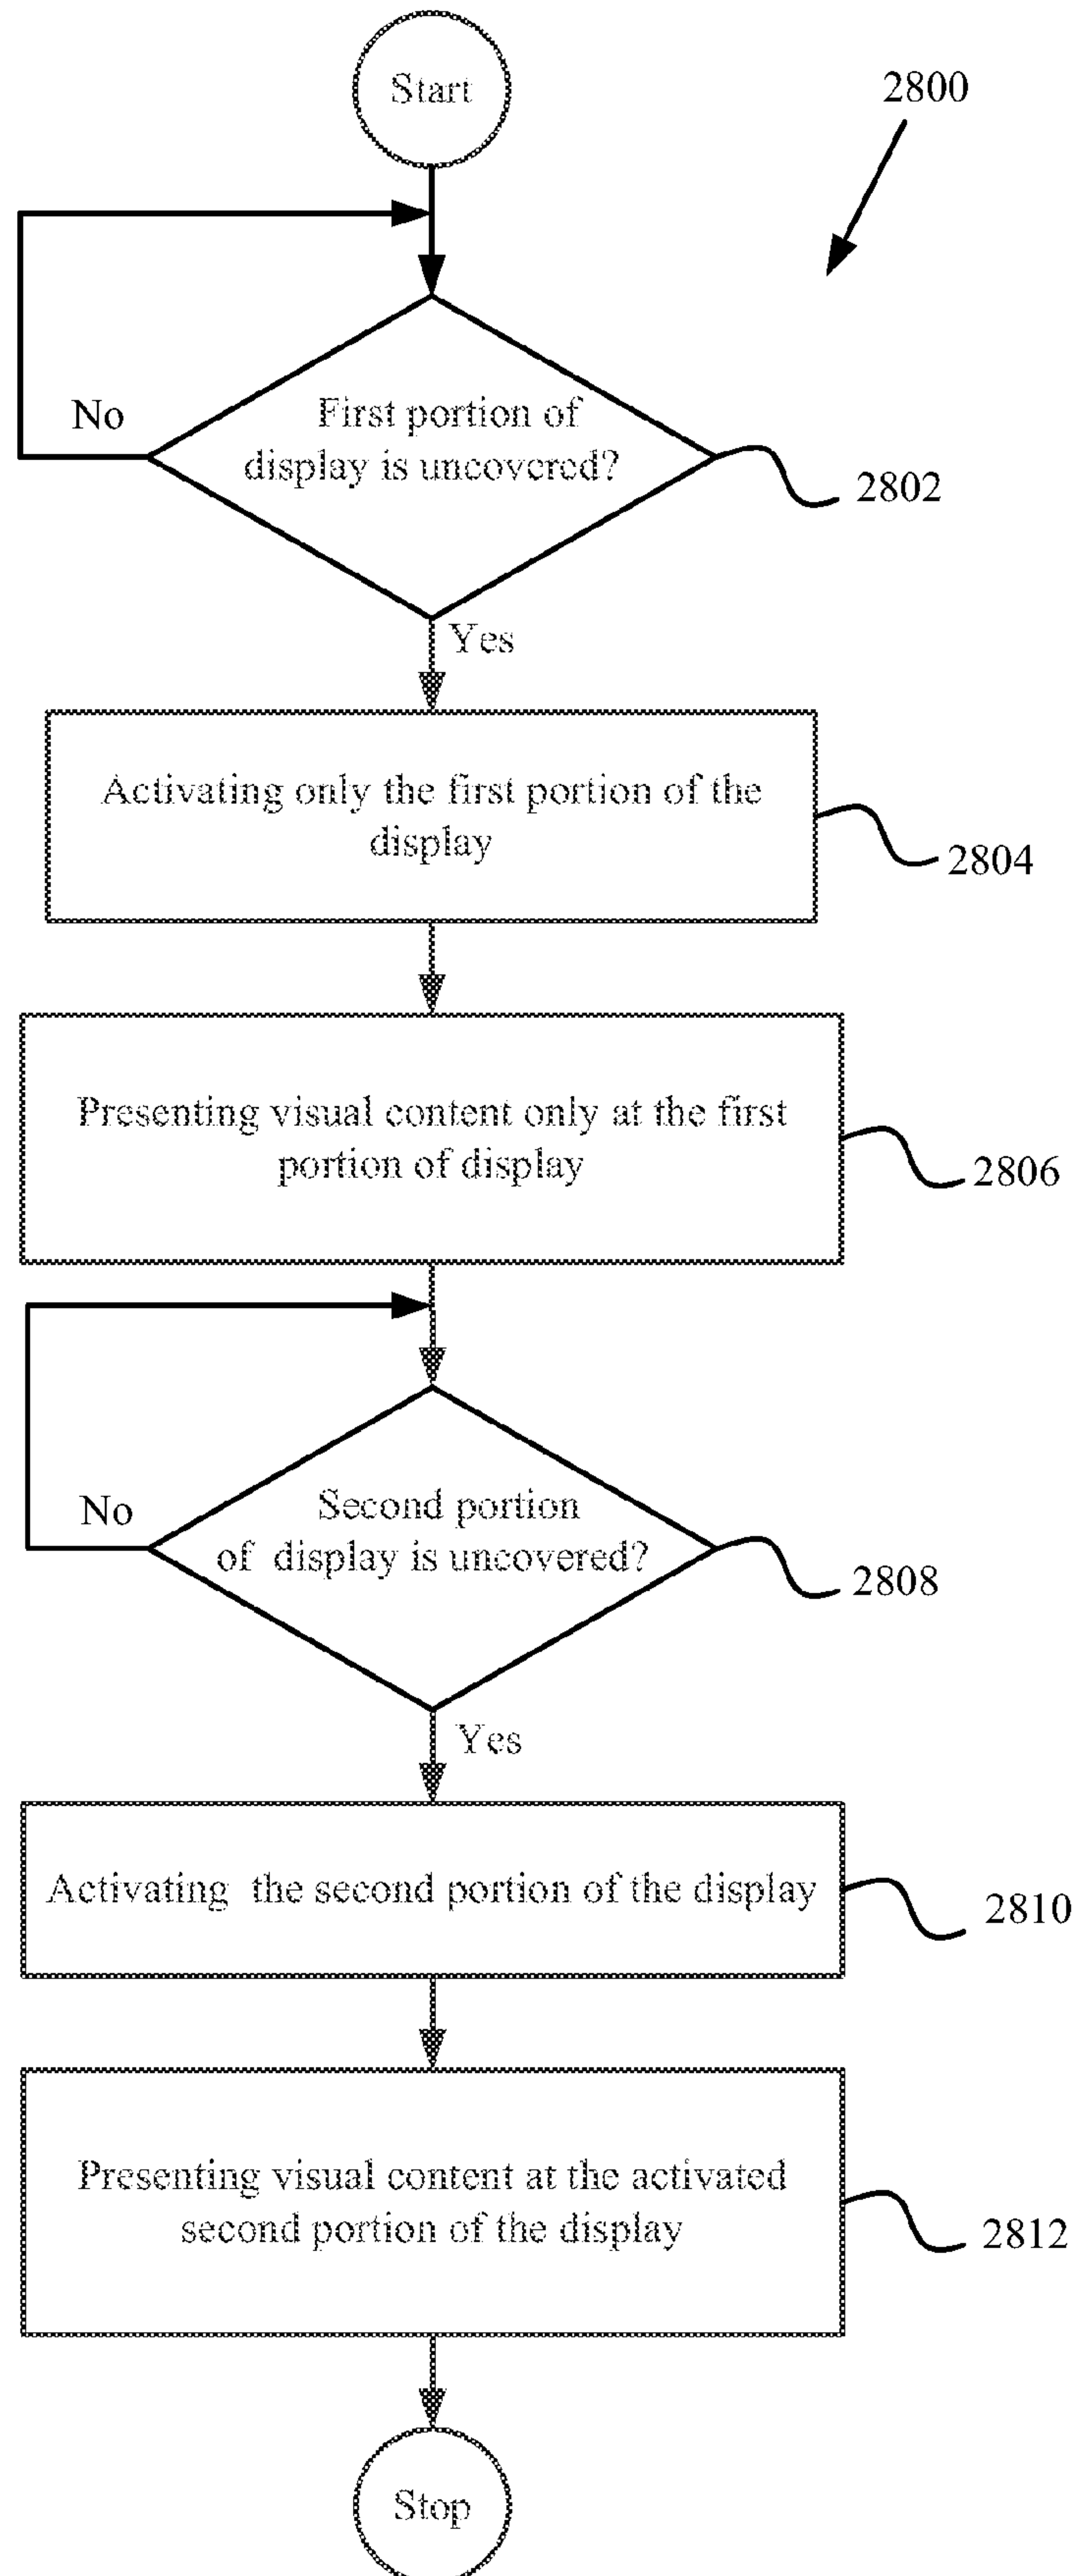 Start
2800
First portion of
display is uncovered?
No
2802
Yes
Activating only the first portion of the
display
2804
Presenting visual content only at the first
portion of display
2806
Second portion
of  display is uncovered?
No
2808
Yes
Activating  the second portion of the display
2810
Presenting visual content at the activated
second portion of the display
2812
Stop